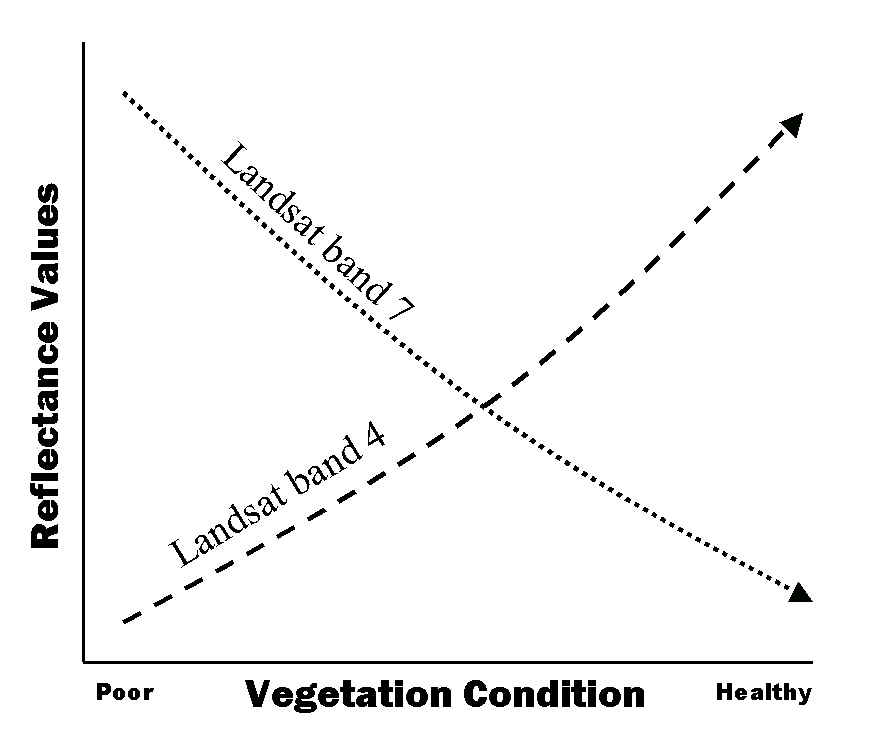 Reflectance Values
Landsat band 7
Landsat band 4
Poor
Vegetation Condition
Healthy